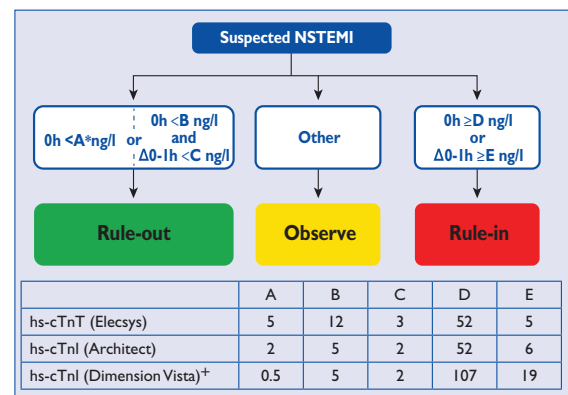 Suspected NSTEMI
0h <A*ng/l or
0h <B ng/l
and
Δ0-1h <C ng/l
Other
0h ≥D ng/l
or
Δ0-1h ≥E ng/l
Rule-out
Observe
Rule-in
A B C D E
hs-cTnT (Elecsys) 5 12 3 52 5
hs-cTnI (Architect) 2 5 2 52 6
hs-cTnI (Dimension Vista)+ 0.5 5 2 107 19